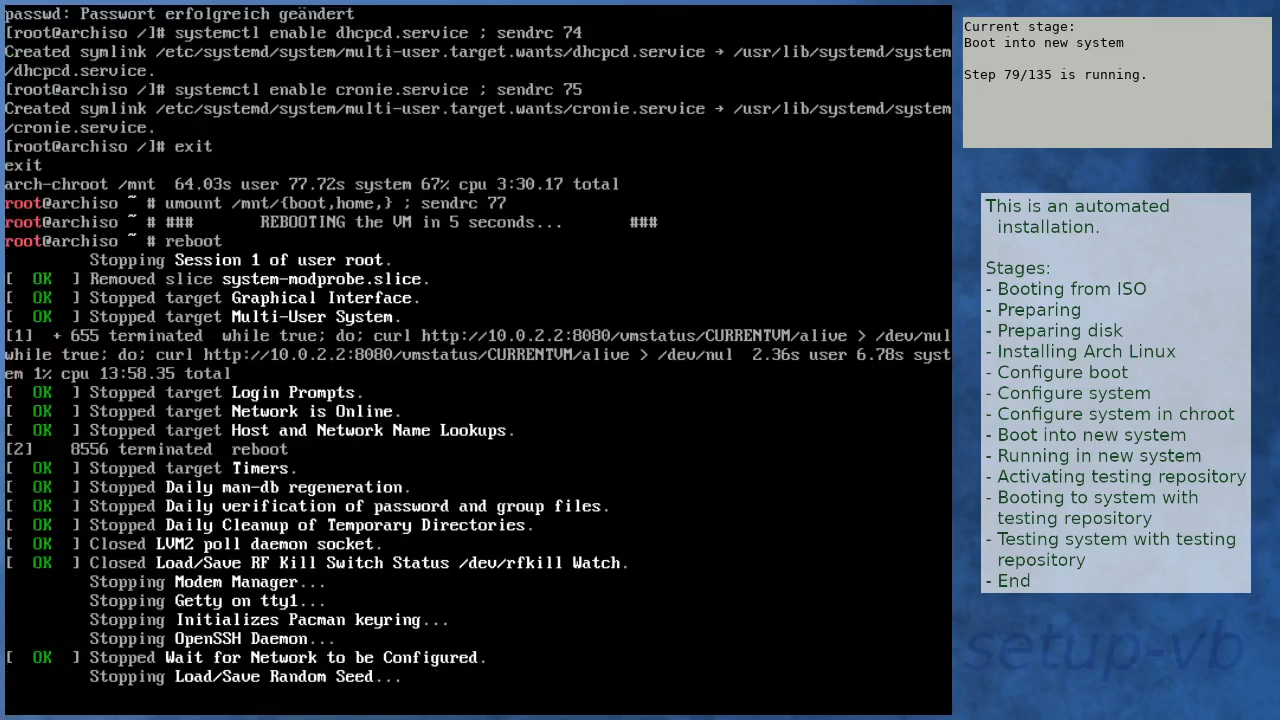 passwd: Passwort erfolgreich geändert
[root@archiso /]# systemctl enable dhcpcd.service ; sendrc 74
Created symlink /etc/systemd/system/multi-user.target.wants/dhcpcd.service → /usr/lib/systemd/system
/dhcpcd.service.
[root@archiso /]# systemctl enable cronie.service ; sendrc 75
Created symlink /etc/systemd/system/multi-user.target.wants/cronie.service → /usr/lib/systemd/system
/cronie.service.
[root@archiso /]# exit
exit
arch-chroot /mnt  64.03s user 77.72s system 67% cpu 3:30.17 total
root@archiso ~ # umount /mnt/{boot,home,} ; sendrc 77
root@archiso ~ # ###       REBOOTING the VM in 5 seconds...       ###
root@archiso ~ # reboot
         Stopping Session 1 of user root.
[  OK  ] Removed slice system-modprobe.slice.
[  OK  ] Stopped target Graphical Interface.
[  OK  ] Stopped target Multi-User System.
[1]  + 655 terminated  while true; do; curl http://10.0.2.2:8080/vmstatus/CURRENTVM/alive > /dev/nul
while true; do; curl http://10.0.2.2:8080/vmstatus/CURRENTVM/alive > /dev/nul  2.36s user 6.78s syst
em 1% cpu 13:58.35 total
[  OK  ] Stopped target Login Prompts.
[  OK  ] Stopped target Network is Online.
[  OK  ] Stopped target Host and Network Name Lookups.
[2]    8556 terminated  reboot
[  OK  ] Stopped target Timers.
[  OK  ] Stopped Daily man-db regeneration.
[  OK  ] Stopped Daily verification of password and group files.
[  OK  ] Stopped Daily Cleanup of Temporary Directories.
[  OK  ] Closed LVM2 poll daemon socket.
[  OK  ] Closed Load/Save RF Kill Switch Status /dev/rfkill Watch.
         Stopping Modem Manager...
         Stopping Getty on tty1...
         Stopping Initializes Pacman keyring...
         Stopping OpenSSH Daemon...
[  OK  ] Stopped Wait for Network to be Configured.
         Stopping Load/Save Random Seed...
Current stage:
Boot into new system
Step 79/135 is running.
This is an automated
installation.
Stages:
- Booting from ISO
- Preparing
- Preparing disk
- Installing Arch Linux
- Configure boot
- Configure system
- Configure system in chroot
- Boot into new system
- Running in new system
- Activating testing repository
- Booting to system with
testing repository
- Testing system with testing
repository
- End
setup-vb